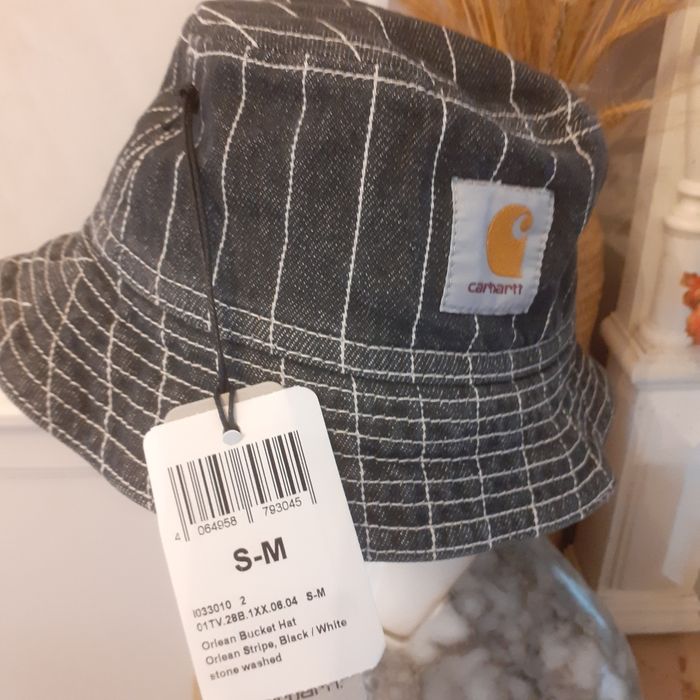 carhartt
4 064958 793045
S-M
I033010 2
01TV.28B.1XX.06.04 S-M
Orlean Bucket Hat
Orlean Stripe, Black / White
stone washed